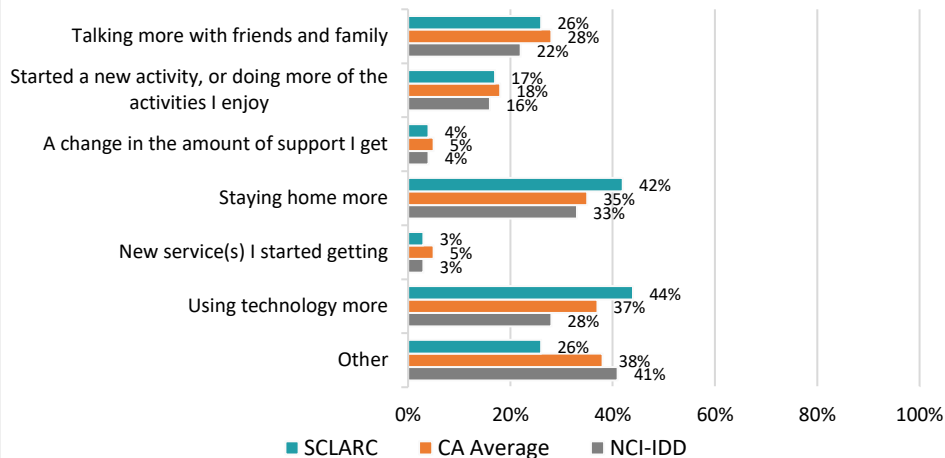 Talking more with friends and family
26%
28%
22%
Started a new activity, or doing more of the
activities I enjoy
17%
18%
16%
A change in the amount of support I get
4%
5%
4%
Staying home more
42%
35%
33%
New service(s) I started getting
3%
5%
3%
Using technology more
44%
37%
28%
Other
26%
38%
41%
0% 20% 40% 60% 80% 100%
SCLARC CA Average NCI-IDD